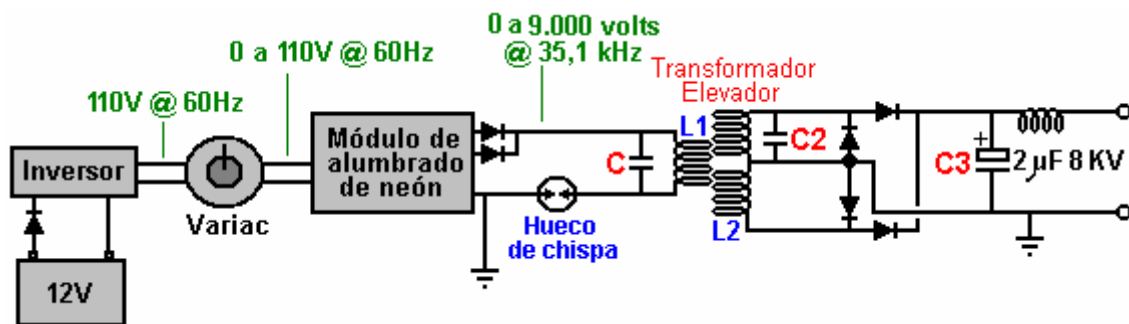 0 a 9.000 volts
@ 35,1 kHz
0 a 110V @ 60Hz
110V @ 60Hz
Transformador
Elevador
Inversor
Variac
Módulo de
alumbrado
de neón
C
Hueco
de chispa
L1
L2
C2
C3
+
2 µF 8 KV
12V